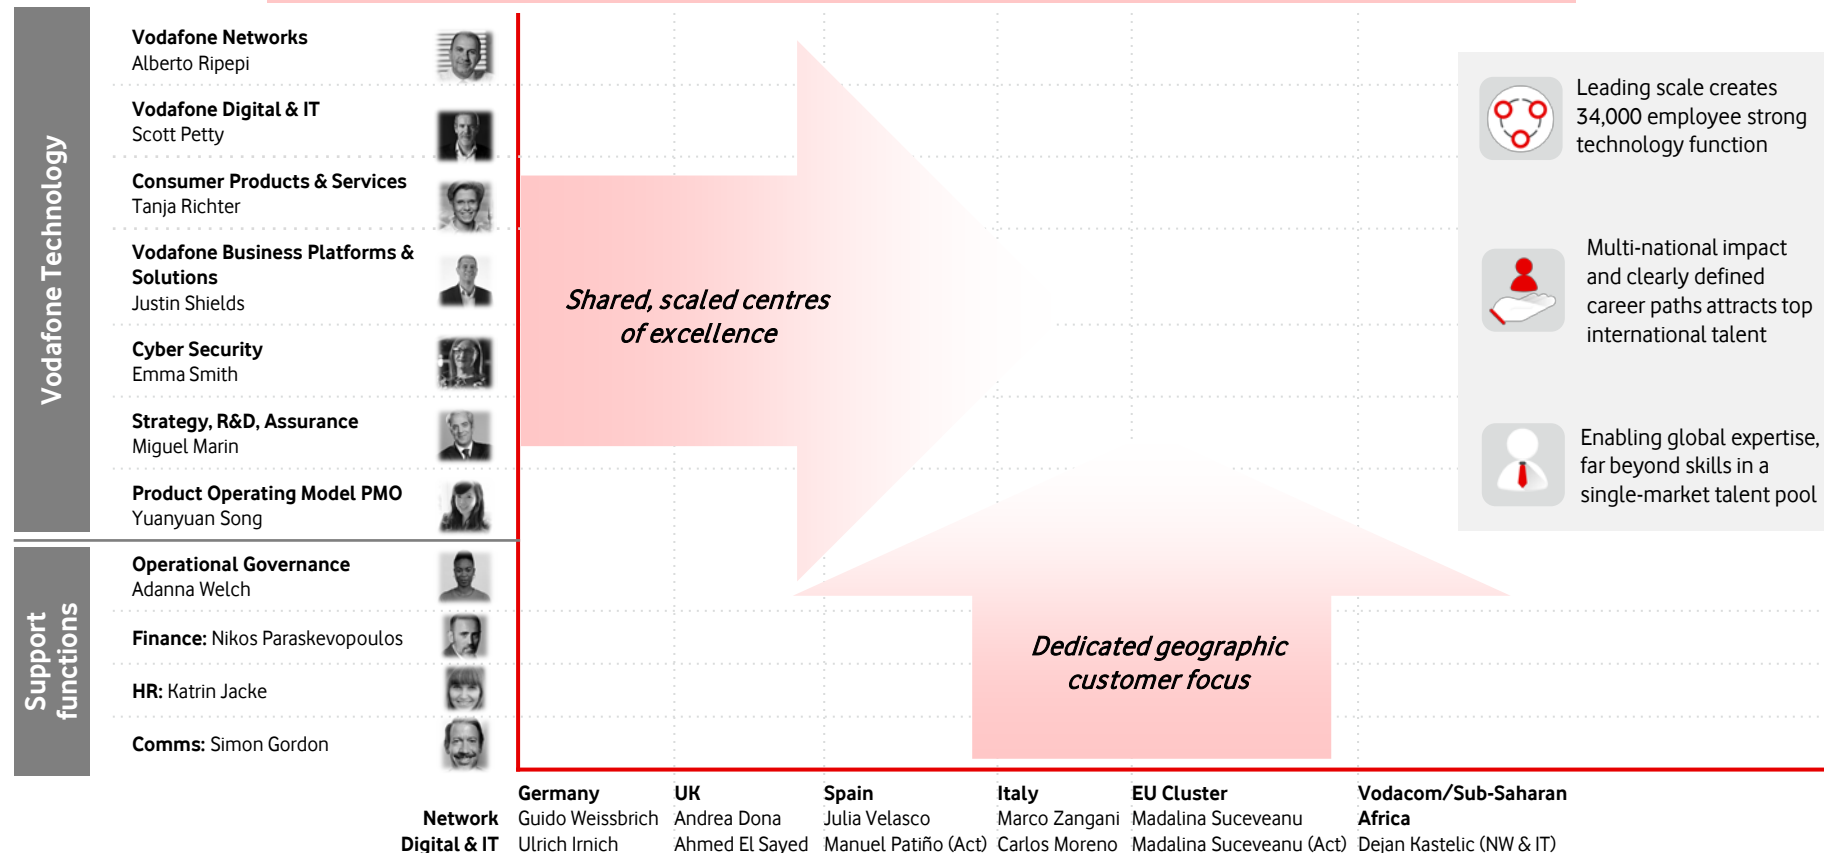 Vodafone Technology
Vodafone Networks
Alberto Ripepi
Vodafone Digital & IT
Scott Petty
Consumer Products & Services
Tanja Richter
Vodafone Business Platforms &
Solutions
Justin Shields
Cyber Security
Emma Smith
Strategy, R&D, Assurance
Miguel Marin
Product Operating Model PMO
Yuanyuan Song
Support
functions
Operational Governance
Adanna Welch
Finance: Nikos Paraskevopoulos
HR: Katrin Jacke
Comms: Simon Gordon
Shared, scaled centres
of excellence
Dedicated geographic
customer focus
Leading scale creates
34,000 employee strong
technology function
Multi-national impact
and clearly defined
career paths attracts top
international talent
Enabling global expertise,
far beyond skills in a
single-market talent pool
Germany UK Spain Italy EU Cluster Vodacom/Sub-Saharan
Network Guido Weissbrich Andrea Dona Julia Velasco Marco Zangani Madalina Suceveanu Africa
Digital & IT Ulrich Irnich Ahmed El Sayed Manuel Patiño (Act) Carlos Moreno Madalina Suceveanu (Act) Dejan Kastelic (NW & IT)